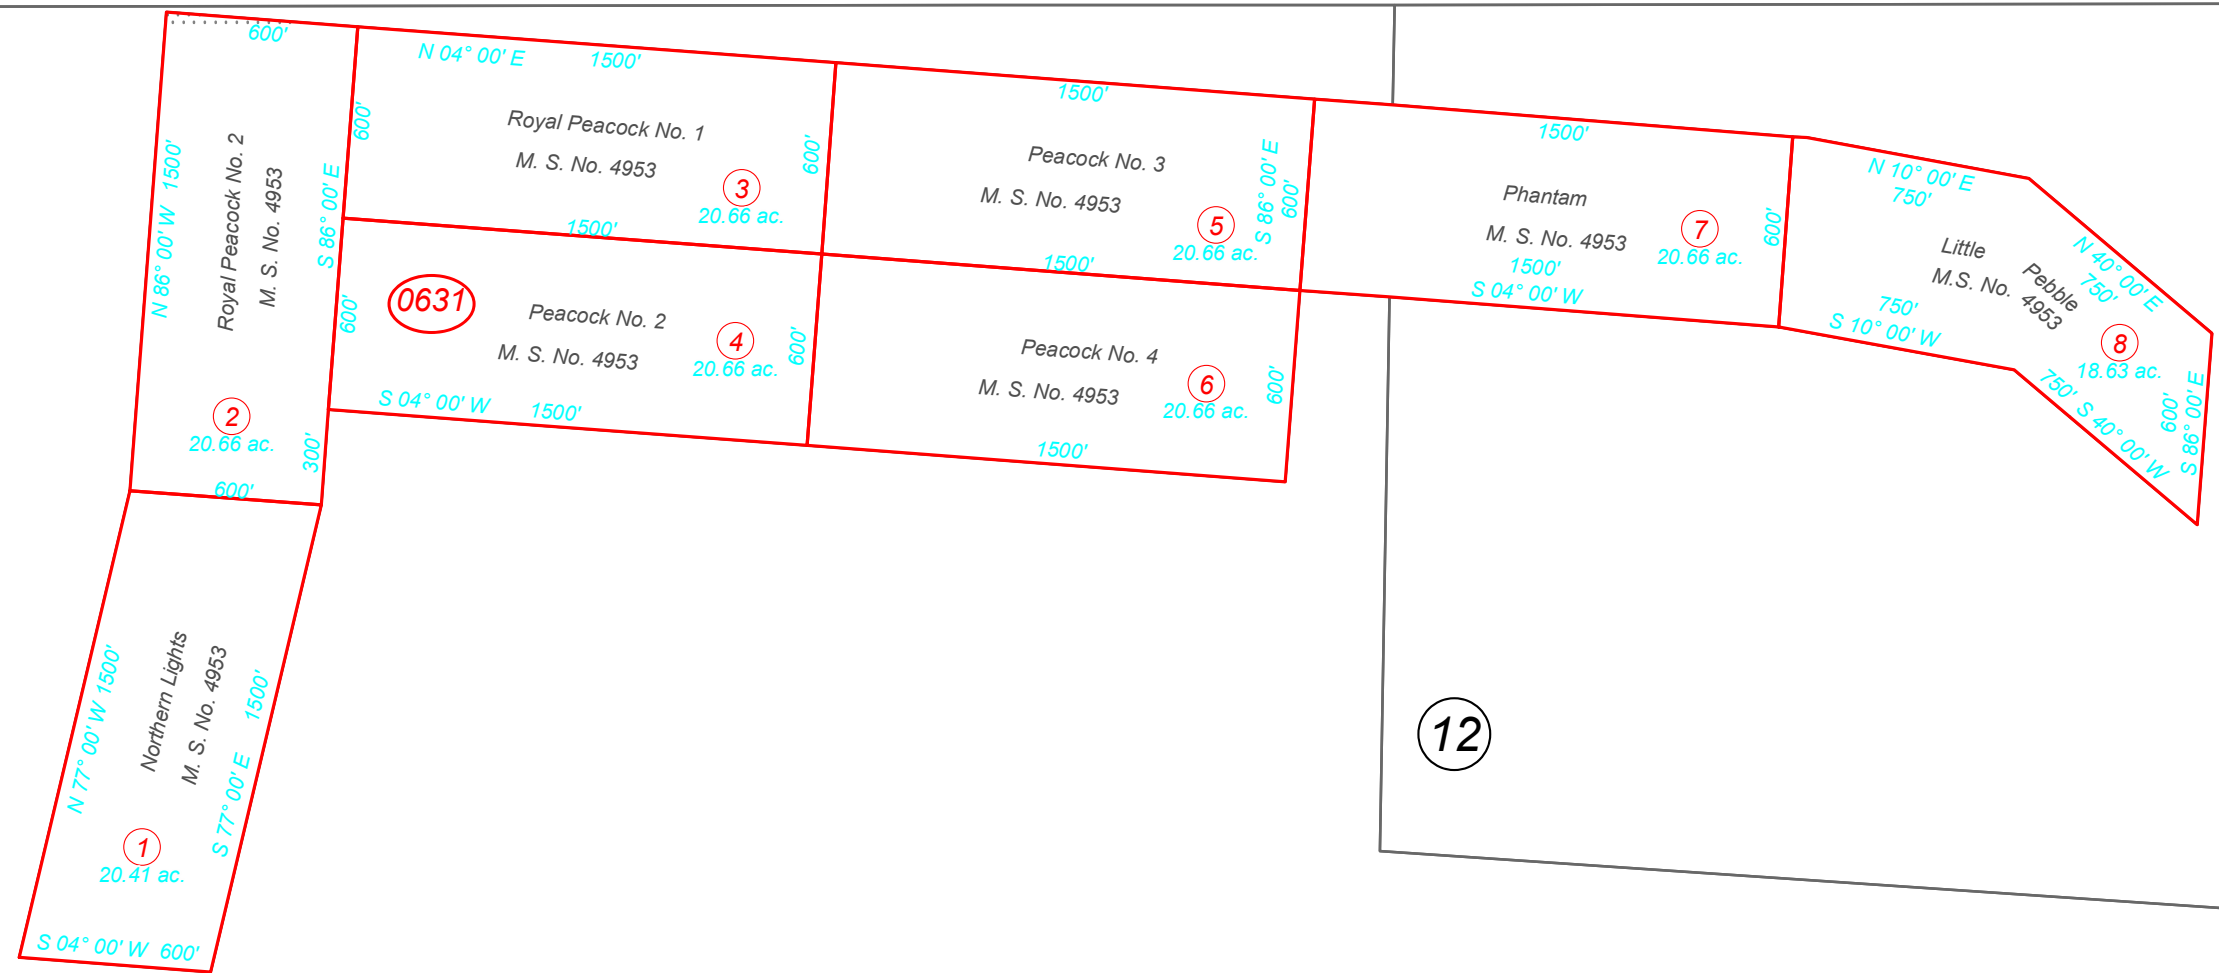 600'
N 86° 00' W 1500'
Royal Peacock No. 2
M. S. No. 4953
S 86° 00' E
2
20.66 ac.
300'
600'
N 04° 00' E 1500'
600'
Royal Peacock No. 1
M. S. No. 4953
3
20.66 ac.
600'
1500'
0631
600'
Peacock No. 2
M. S. No. 4953
4
20.66 ac.
600'
S 04° 00' W 1500'
1500'
Peacock No. 3
M. S. No. 4953
5
20.66 ac.
S 86° 00' E
600'
1500'
Peacock No. 4
M. S. No. 4953
6
20.66 ac.
600'
1500'
1500'
Phantam
M. S. No. 4953
7
20.66 ac.
600'
1500'
S 04° 00' W
N 10° 00' E
750'
N 40° 00' E
750'
Little Pebble
M.S. No. 4953
8
18.63 ac.
750'
S 10° 00' W
750' S 40° 00' W
600'
S 86° 00' E
N 77° 00' W 1500'
Northern Lights
M. S. No. 4953
1500'
S 77° 00' E
1
20.41 ac.
S 04° 00' W 600'
12